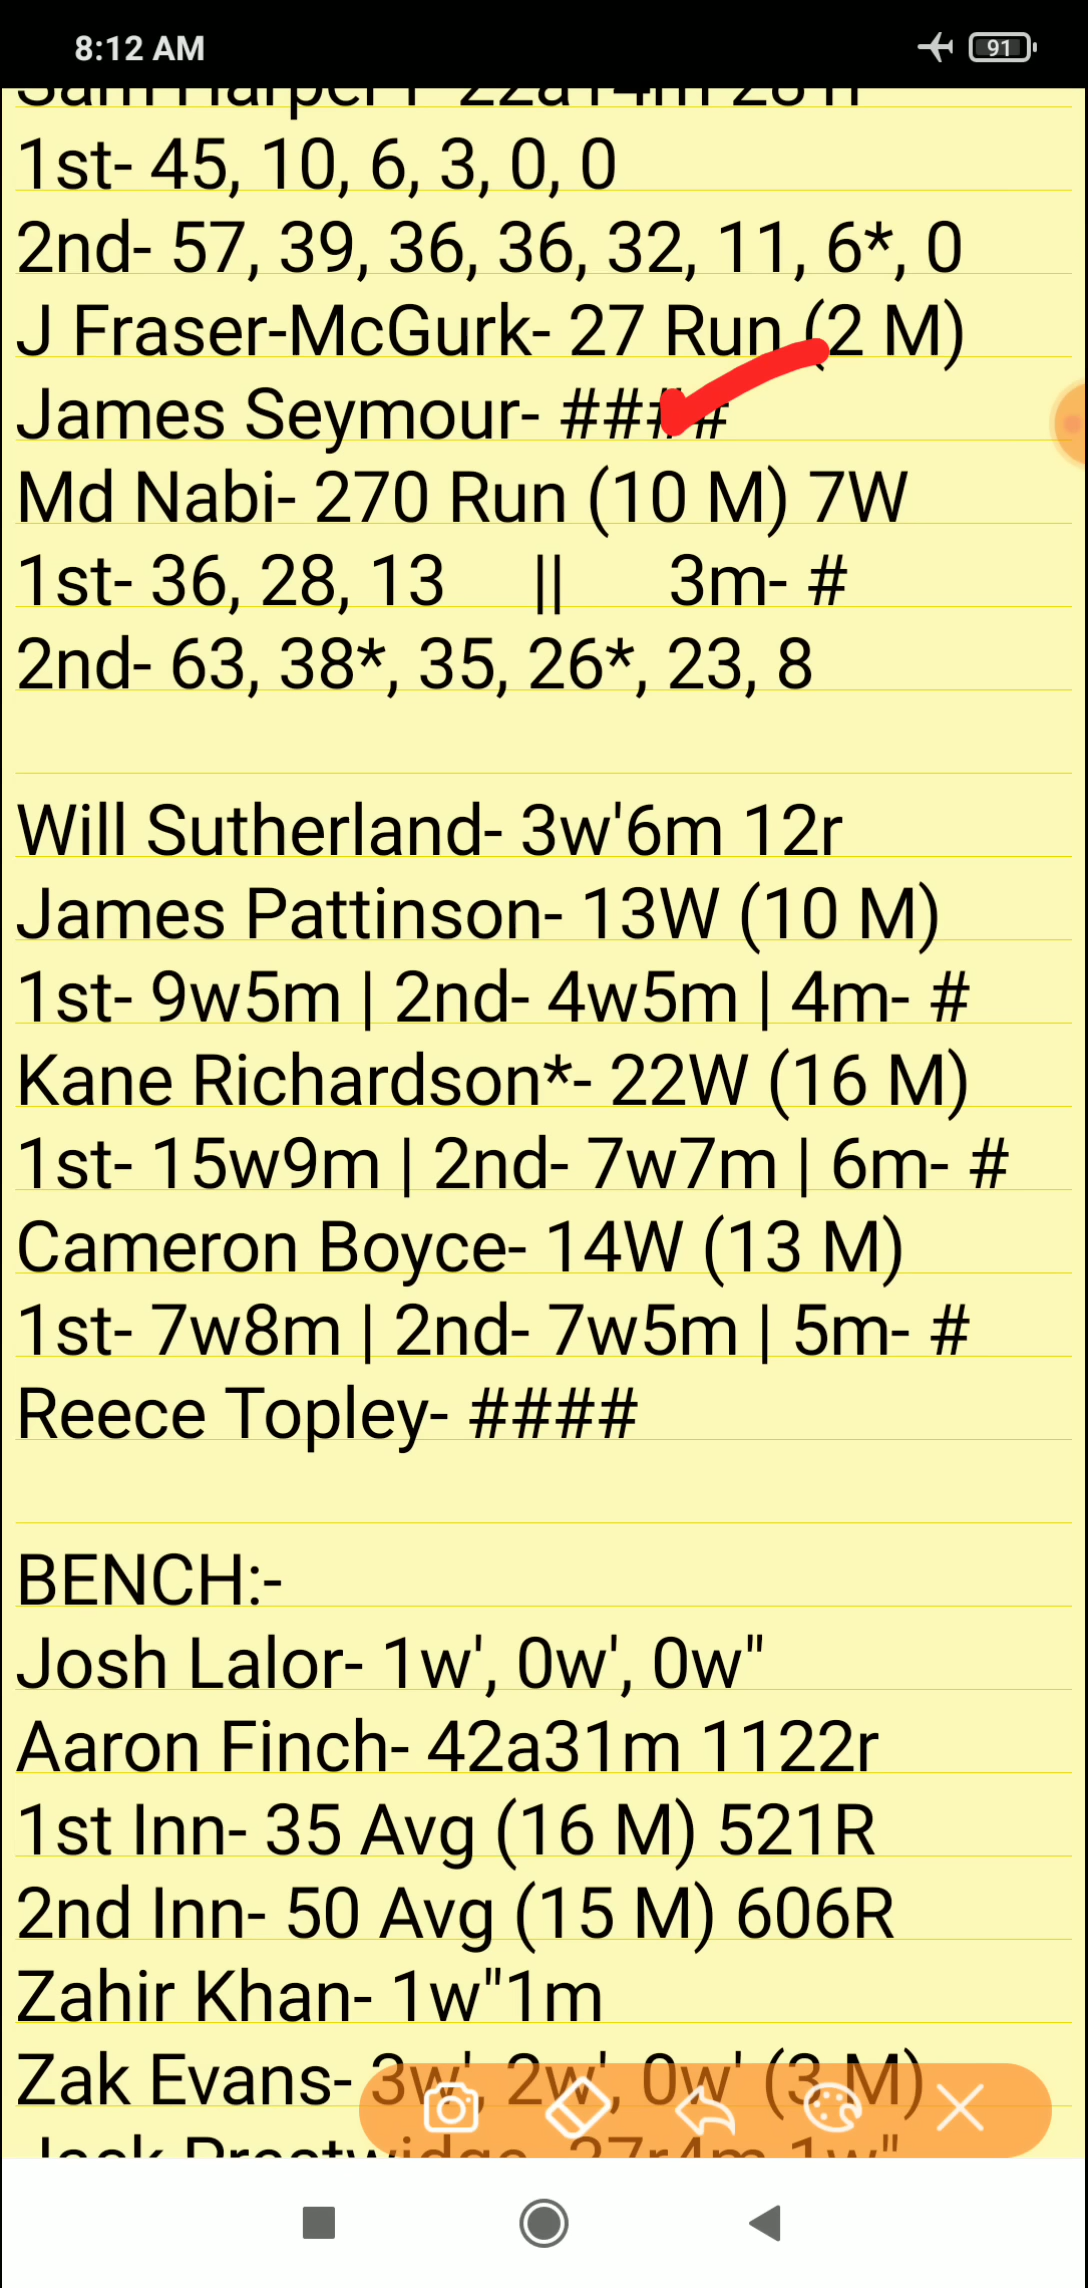 8:12 AM
91
Sam Harper
1st- 45, 10, 6, 3, 0, 0
2nd- 57, 39, 36, 36, 32, 11, 6*, 0
J Fraser-McGurk- 27 Run (2 M)
James Seymour- ####
Md Nabi- 270 Run (10 M) 7W
1st- 36, 28, 13 || 3m- #
2nd- 63, 38*, 35, 26*, 23, 8
Will Sutherland- 3w'6m 12r
James Pattinson- 13W (10 M)
1st- 9w5m | 2nd- 4w5m | 4m- #
Kane Richardson*- 22W (16 M)
1st- 15w9m | 2nd- 7w7m | 6m- #
Cameron Boyce- 14W (13 M)
1st- 7w8m | 2nd- 7w5m | 5m- #
Reece Topley- ####
BENCH:-
Josh Lalor- 1w', 0w', 0w"
Aaron Finch- 42a31m 1122r
1st Inn- 35 Avg (16 M) 521R
2nd Inn- 50 Avg (15 M) 606R
Zahir Khan- 1w"1m
Zak Evans- 3w', 2w', 0w' (3 M)
27r4m 1w"